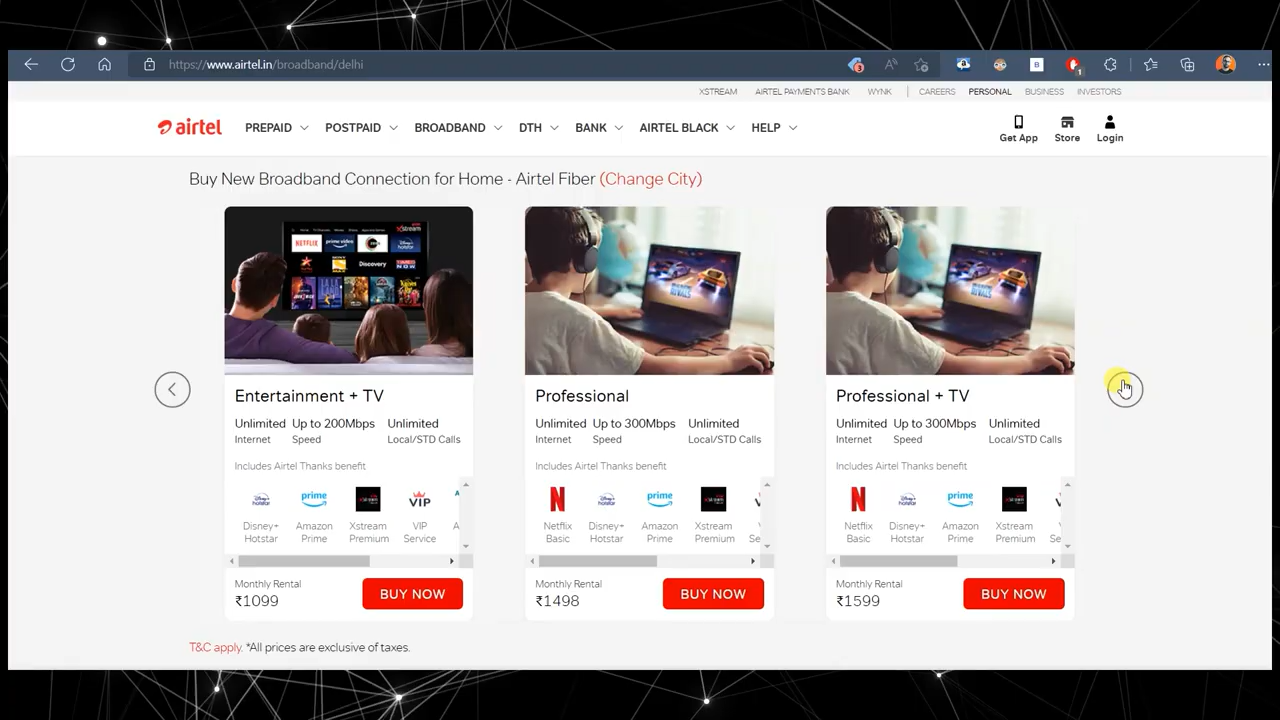 https://www.airtel.in/broadband/delhi
3
B
1
XSTREAM AIRTEL PAYMENTS BANK WYNK CAREERS PERSONAL BUSINESS INVESTORS
airtel PREPAID POSTPAID BROADBAND DTH BANK AIRTEL BLACK HELP
Get App Store Login
Buy New Broadband Connection for Home - Airtel Fiber (Change City)
Entertainment + TV
Unlimited Up to 200Mbps Unlimited
Internet Speed Local/STD Calls
Includes Airtel Thanks benefit
Disney+ Amazon Xstream VIP A
Hotstar Prime Premium Service
Monthly Rental
₹1099
BUY NOW
Professional
Unlimited Up to 300Mbps Unlimited
Internet Speed Local/STD Calls
Includes Airtel Thanks benefit
Netflix Disney+ Amazon Xstream V
Basic Hotstar Prime Premium Se
Monthly Rental
₹1498
BUY NOW
Professional + TV
Unlimited Up to 300Mbps Unlimited
Internet Speed Local/STD Calls
Includes Airtel Thanks benefit
Netflix Disney+ Amazon Xstream V
Basic Hotstar Prime Premium Se
Monthly Rental
₹1599
BUY NOW
T&C apply. *All prices are exclusive of taxes.